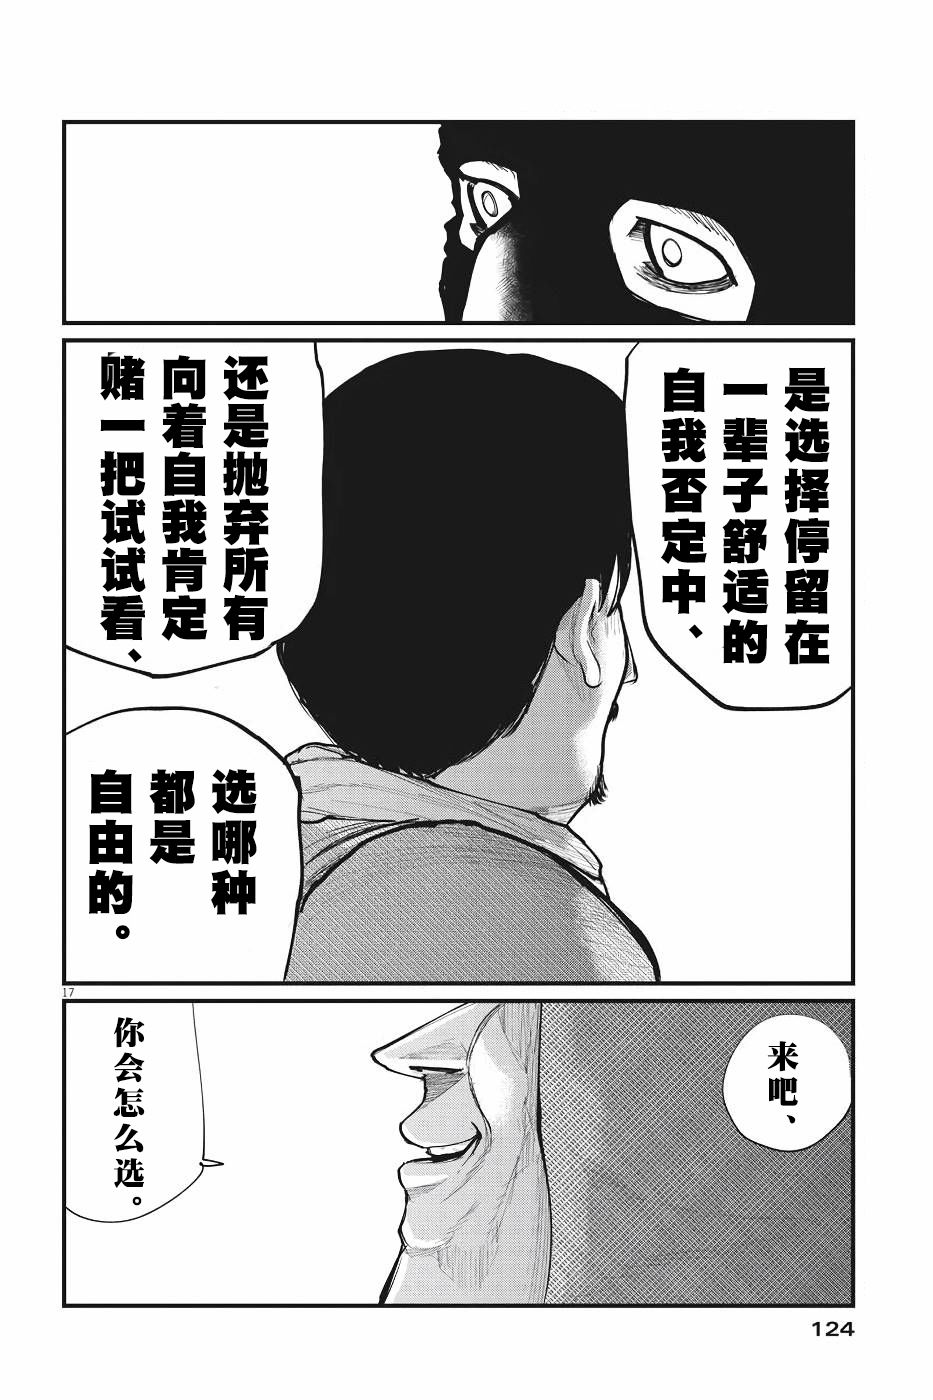 是选择停留在
一辈子舒适的
自我否定中、
还是抛弃所有
向着自我肯定
赌一把试试看、
选哪种
都是
自由的。
17
来吧、
你会怎么选。
124